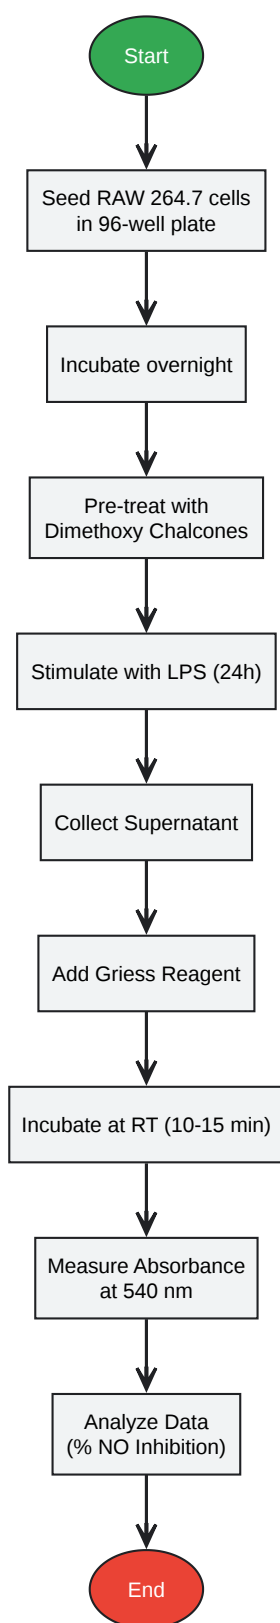 Start
Seed RAW 264.7 cells
in 96-well plate
Incubate overnight
Pre-treat with
Dimethoxy Chalcones
Stimulate with LPS (24h)
Collect Supernatant
Add Griess Reagent
Incubate at RT (10-15 min)
Measure Absorbance
at 540 nm
Analyze Data
(% NO Inhibition)
End